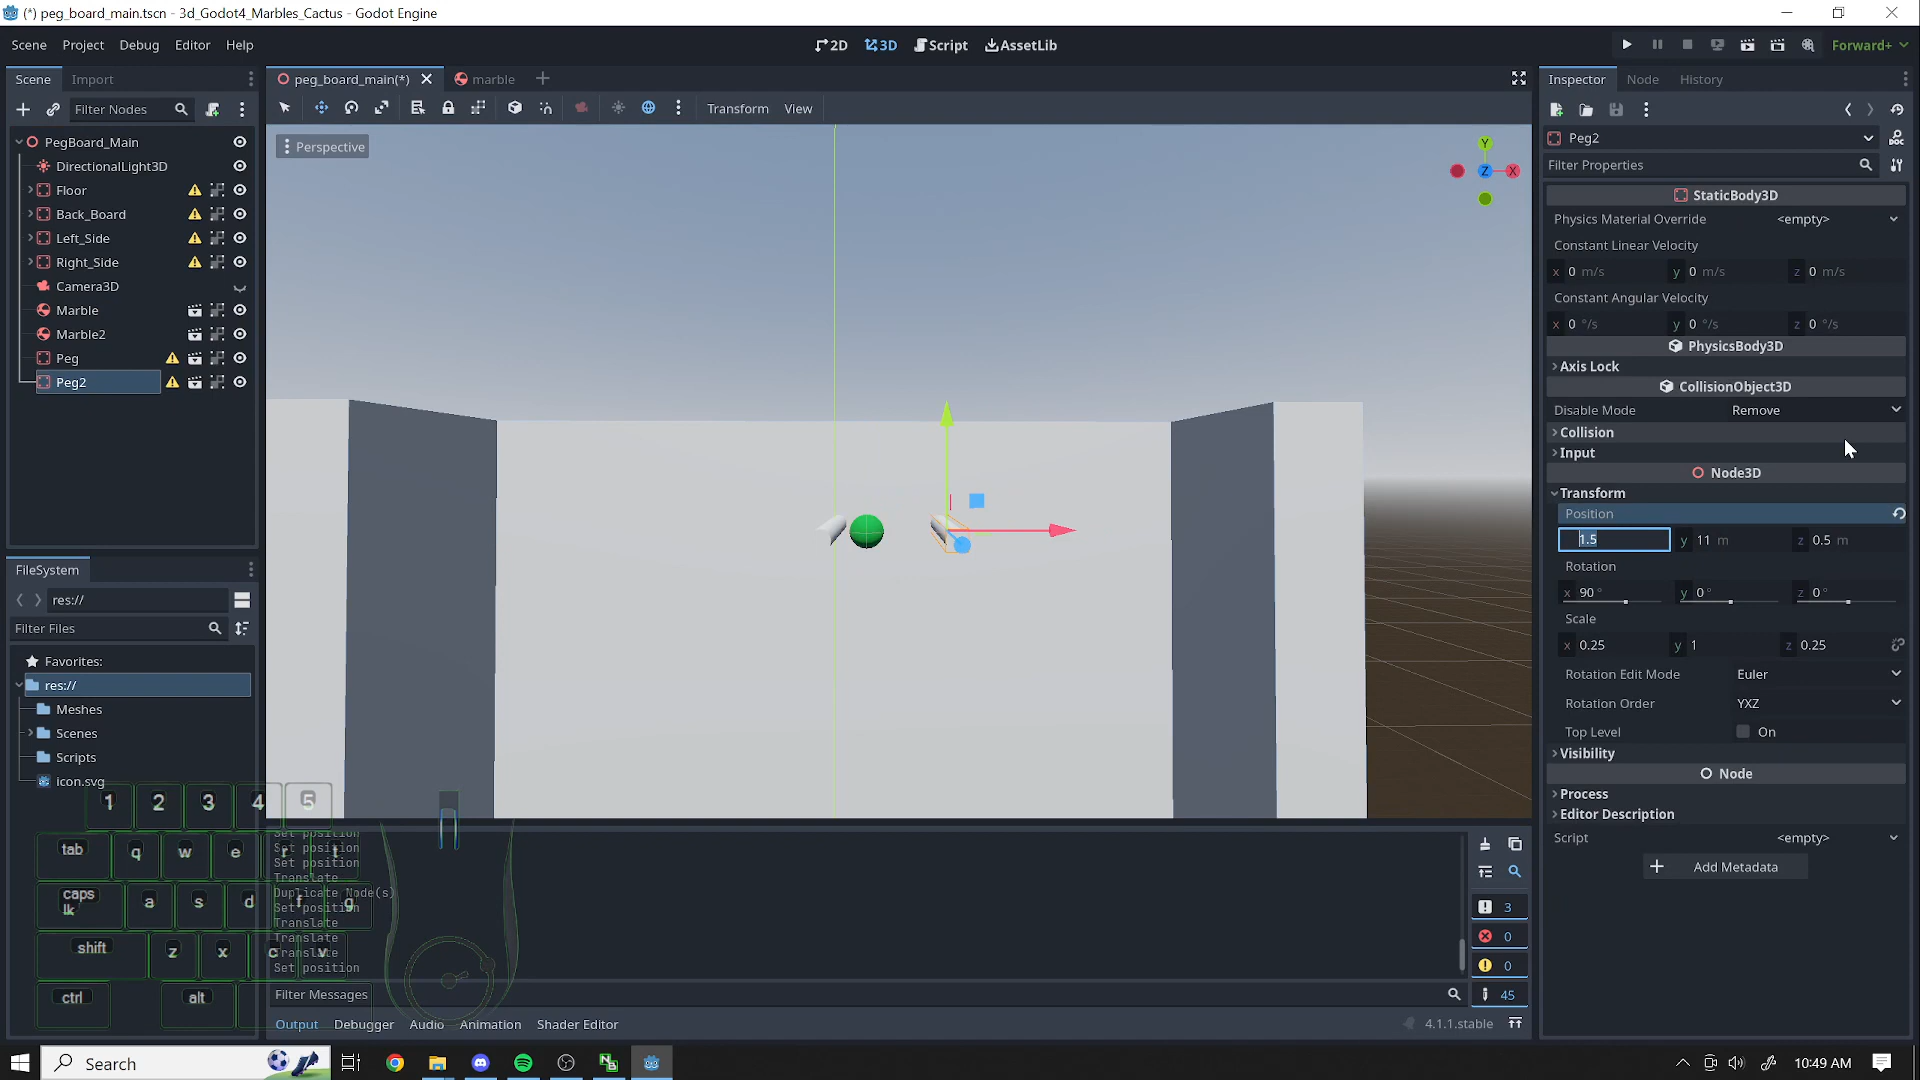 (*) peg_board_main.tscn - 3d_Godot4_Marbles_Cactus - Godot Engine
Scene Project Debug Editor Help
2D 3D Script AssetLib
Forward+
Scene Import
peg_board_main(*) marble
Inspector Node History
Filter Nodes
Transform View
PegBoard_Main
DirectionalLight3D
Floor
Back_Board
Left_Side
Right_Side
Camera3D
Marble
Marble2
Peg
Peg2
Perspective
Y
Z X
Peg2
Filter Properties
StaticBody3D
Physics Material Override <empty>
Constant Linear Velocity
x 0 m/s y 0 m/s z 0 m/s
Constant Angular Velocity
x 0 °/s y 0 °/s z 0 °/s
PhysicsBody3D
Axis Lock
CollisionObject3D
Disable Mode Remove
Collision
Input
Node3D
Transform
Position
1.5 y 11 m z 0.5 m
Rotation
x 90 ° y 0 ° z 0 °
Scale
x 0.25 y 1 z 0.25
Rotation Edit Mode Euler
Rotation Order YXZ
Top Level On
Visibility
Node
Process
Editor Description
Script <empty>
Add Metadata
FileSystem
res://
Filter Files
Favorites:
res://
Meshes
Scenes
Scripts
icon.svg
1 2 3 4 5
tab q w e r t
caps lk a s d f g
shift z x c v
ctrl alt
Set position
Set position
Set position
Translate
Duplicate Node(s)
Set position
Translate
Translate
Translate
Set position
3
0
0
45
Filter Messages
Output Debugger Audio Animation Shader Editor
4.1.1.stable
Search
10:49 AM